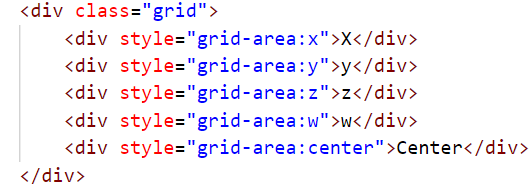 <div class="grid">
    <div style="grid-area:x">X</div>
    <div style="grid-area:y">y</div>
    <div style="grid-area:z">z</div>
    <div style="grid-area:w">w</div>
    <div style="grid-area:center">Center</div>
</div>